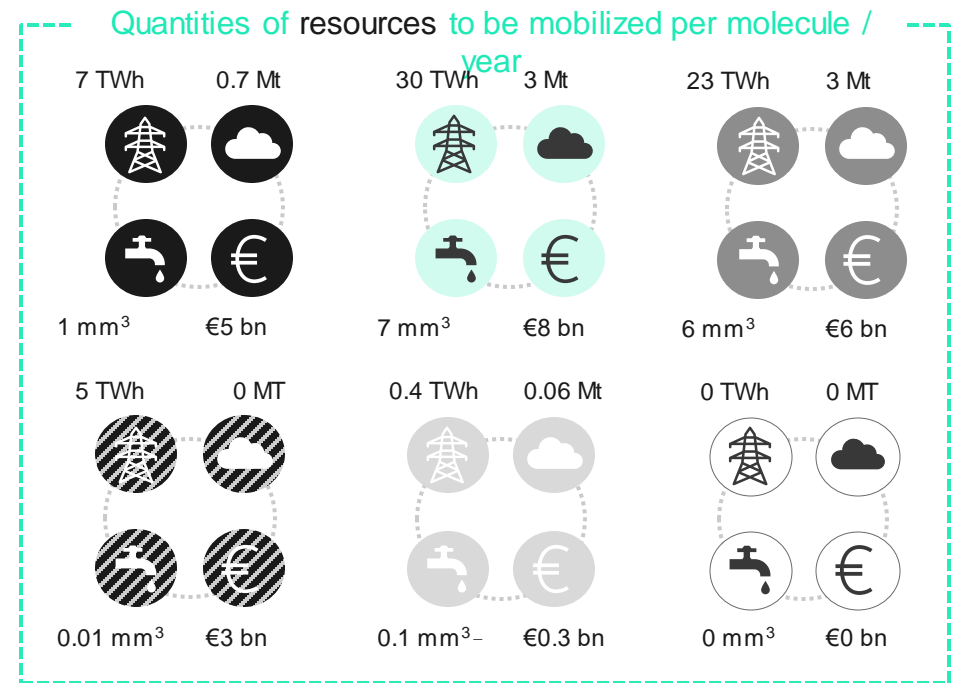 Quantities of resources to be mobilized per molecule /
year
7 TWh 0.7 Mt 30 TWh 3 Mt 23 TWh 3 Mt
1 mm³ €5 bn 7 mm³ €8 bn 6 mm³ €6 bn
5 TWh 0 MT 0.4 TWh 0.06 Mt 0 TWh 0 MT
0.01 mm³ €3 bn 0.1 mm³– €0.3 bn 0 mm³ €0 bn